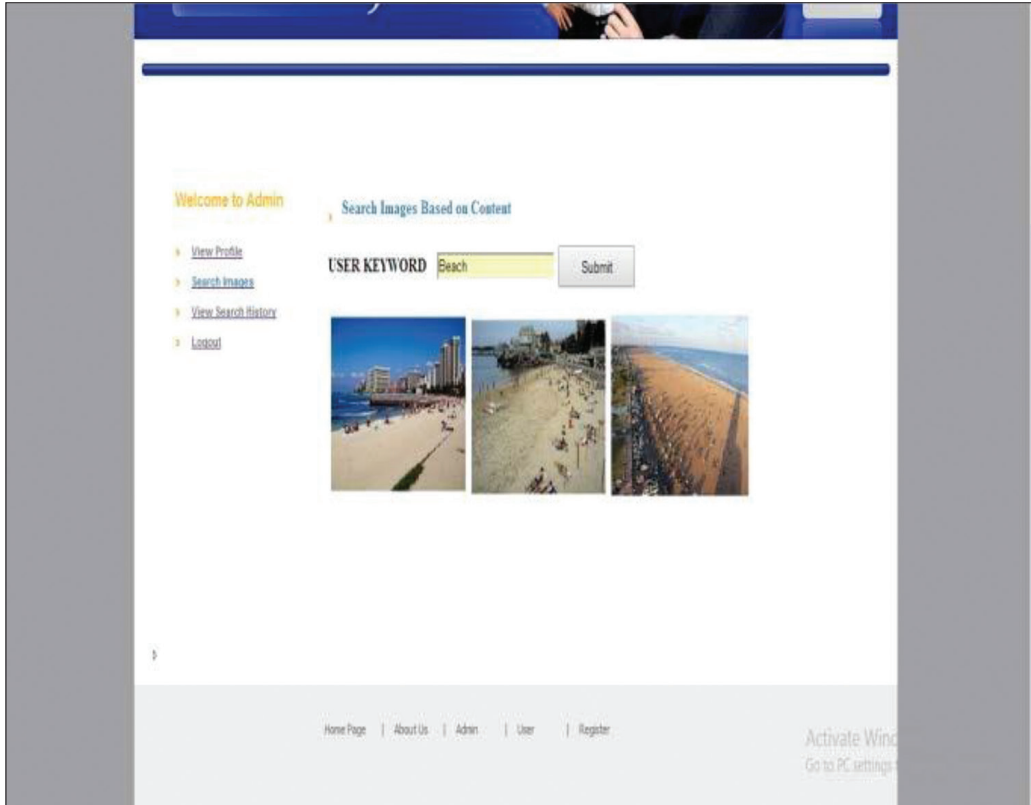 Welcome to Admin
View Profile
Search Images
View Search History
Logout
Search Images Based on Content
USER KEYWORD Beach Submit
Home Page | About Us | Admin | User | Register
Activate Wind
Go to PC settings